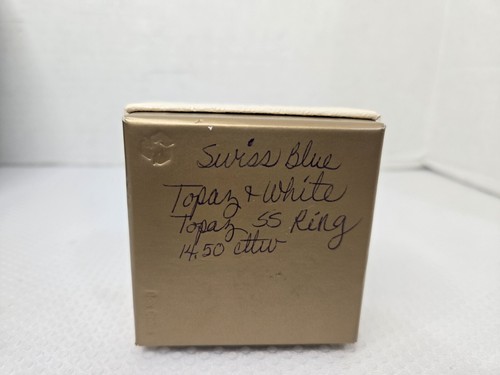 Swiss Blue
Topaz + White
Topaz SS Ring
14.50 cttw